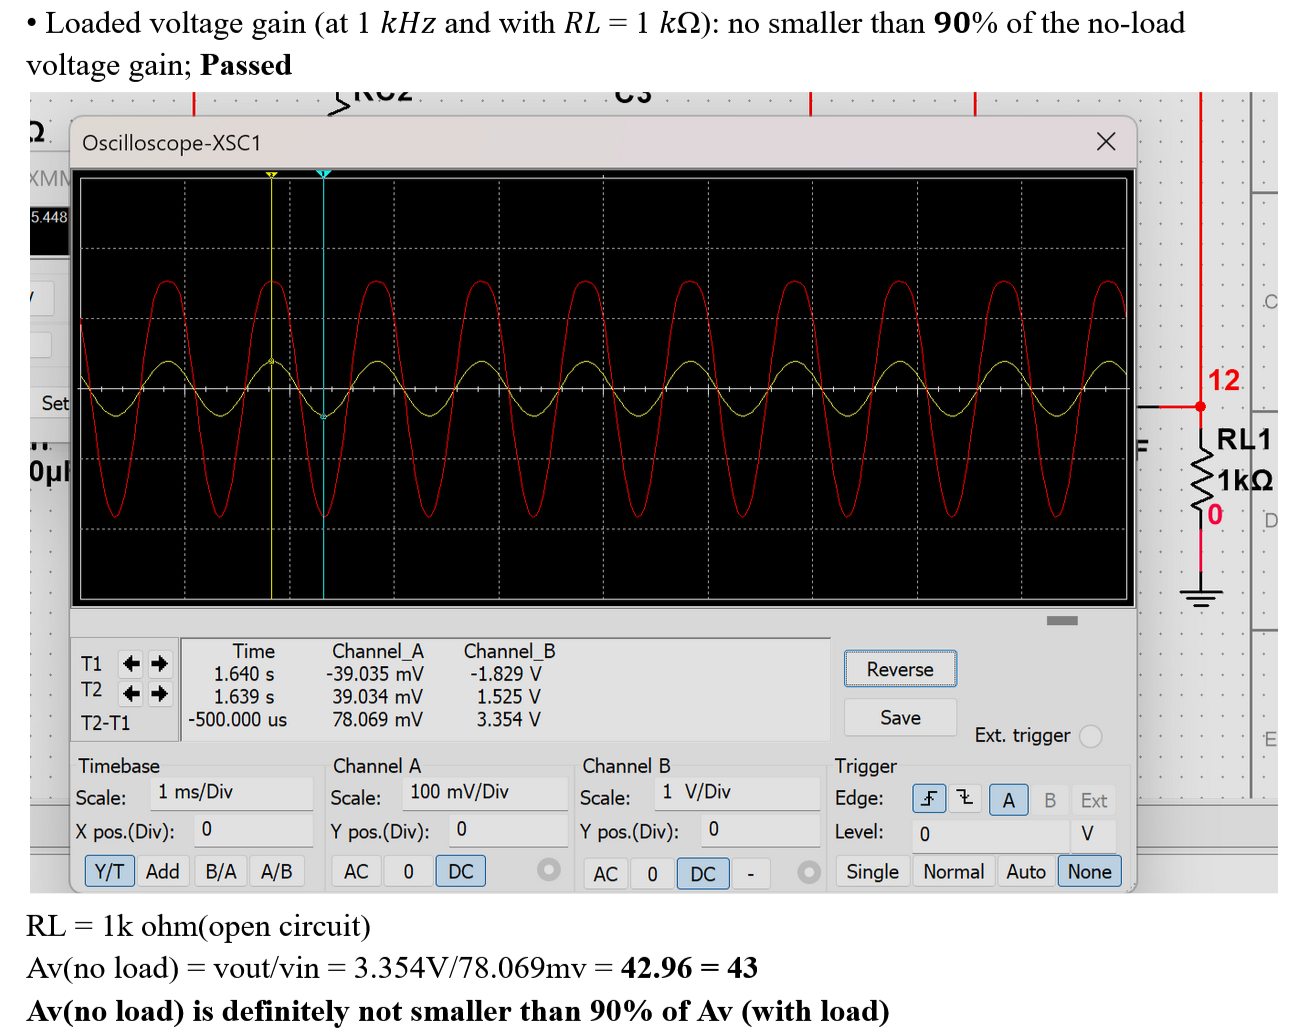 • Loaded voltage gain (at 1 kHz and with RL = 1 kΩ): no smaller than 90% of the no-load
voltage gain; Passed
Ω
XMM
5.448
Set
0µF
Oscilloscope-XSC1
12
RL1
1kΩ
0
F
C
D
E
Time Channel_A Channel_B
T1 1.640 s -39.035 mV -1.829 V
T2 1.639 s 39.034 mV 1.525 V
T2-T1 -500.000 us 78.069 mV 3.354 V
Reverse
Save
Ext. trigger
Timebase
Scale: 1 ms/Div
X pos.(Div): 0
Y/T Add B/A A/B
Channel A
Scale: 100 mV/Div
Y pos.(Div): 0
AC 0 DC
Channel B
Scale: 1 V/Div
Y pos.(Div): 0
AC 0 DC -
Trigger
Edge: A B Ext
Level: 0 V
Single Normal Auto None
RL = 1k ohm(open circuit)
Av(no load) = vout/vin = 3.354V/78.069mv = 42.96 = 43
Av(no load) is definitely not smaller than 90% of Av (with load)